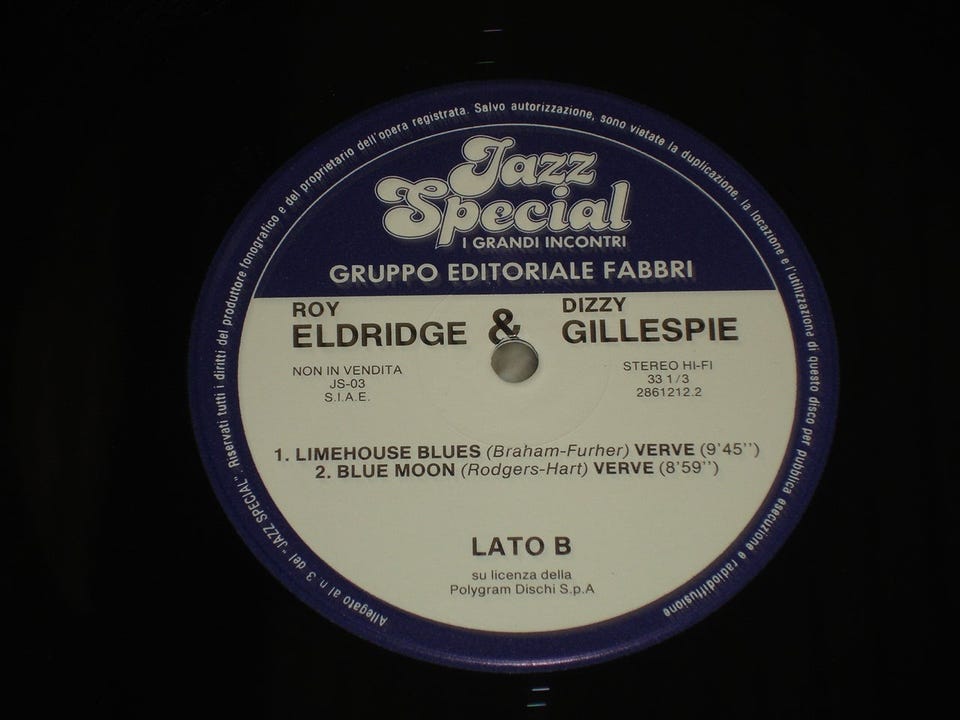 Allegato al n. 3 del "JAZZ SPECIAL". Riservati tutti i diritti del produttore fonografico e del proprietario dell'opera registrata. Salvo autorizzazione, sono vietate la duplicazione, la locazione e l'utilizzazione di questo disco per pubblica esecuzione e radiodiffusione
Jazz
Special
I GRANDI INCONTRI
GRUPPO EDITORIALE FABBRI
ROY
ELDRIDGE & DIZZY
GILLESPIE
NON IN VENDITA
JS-03
S.I.A.E.
STEREO HI-FI
33 1/3
2861212.2
1. LIMEHOUSE BLUES (Braham-Furher) VERVE (9'45'')
2. BLUE MOON (Rodgers-Hart) VERVE (8'59'')
LATO B
su licenza della
Polygram Dischi S.p.A